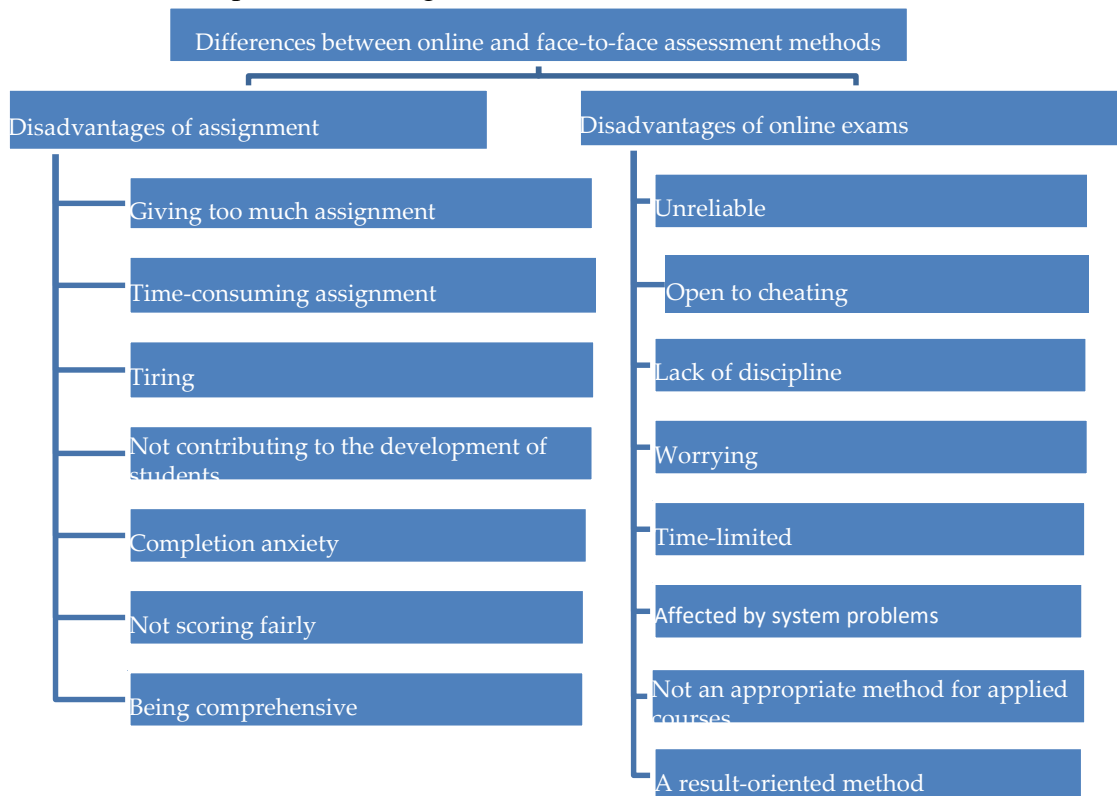 Differences between online and face-to-face assessment methods
Disadvantages of assignment
Giving too much assignment
Time-consuming assignment
Tiring
Not contributing to the development of
students
Completion anxiety
Not scoring fairly
Being comprehensive
Disadvantages of online exams
Unreliable
Open to cheating
Lack of discipline
Worrying
Time-limited
Affected by system problems
Not an appropriate method for applied
courses
A result-oriented method